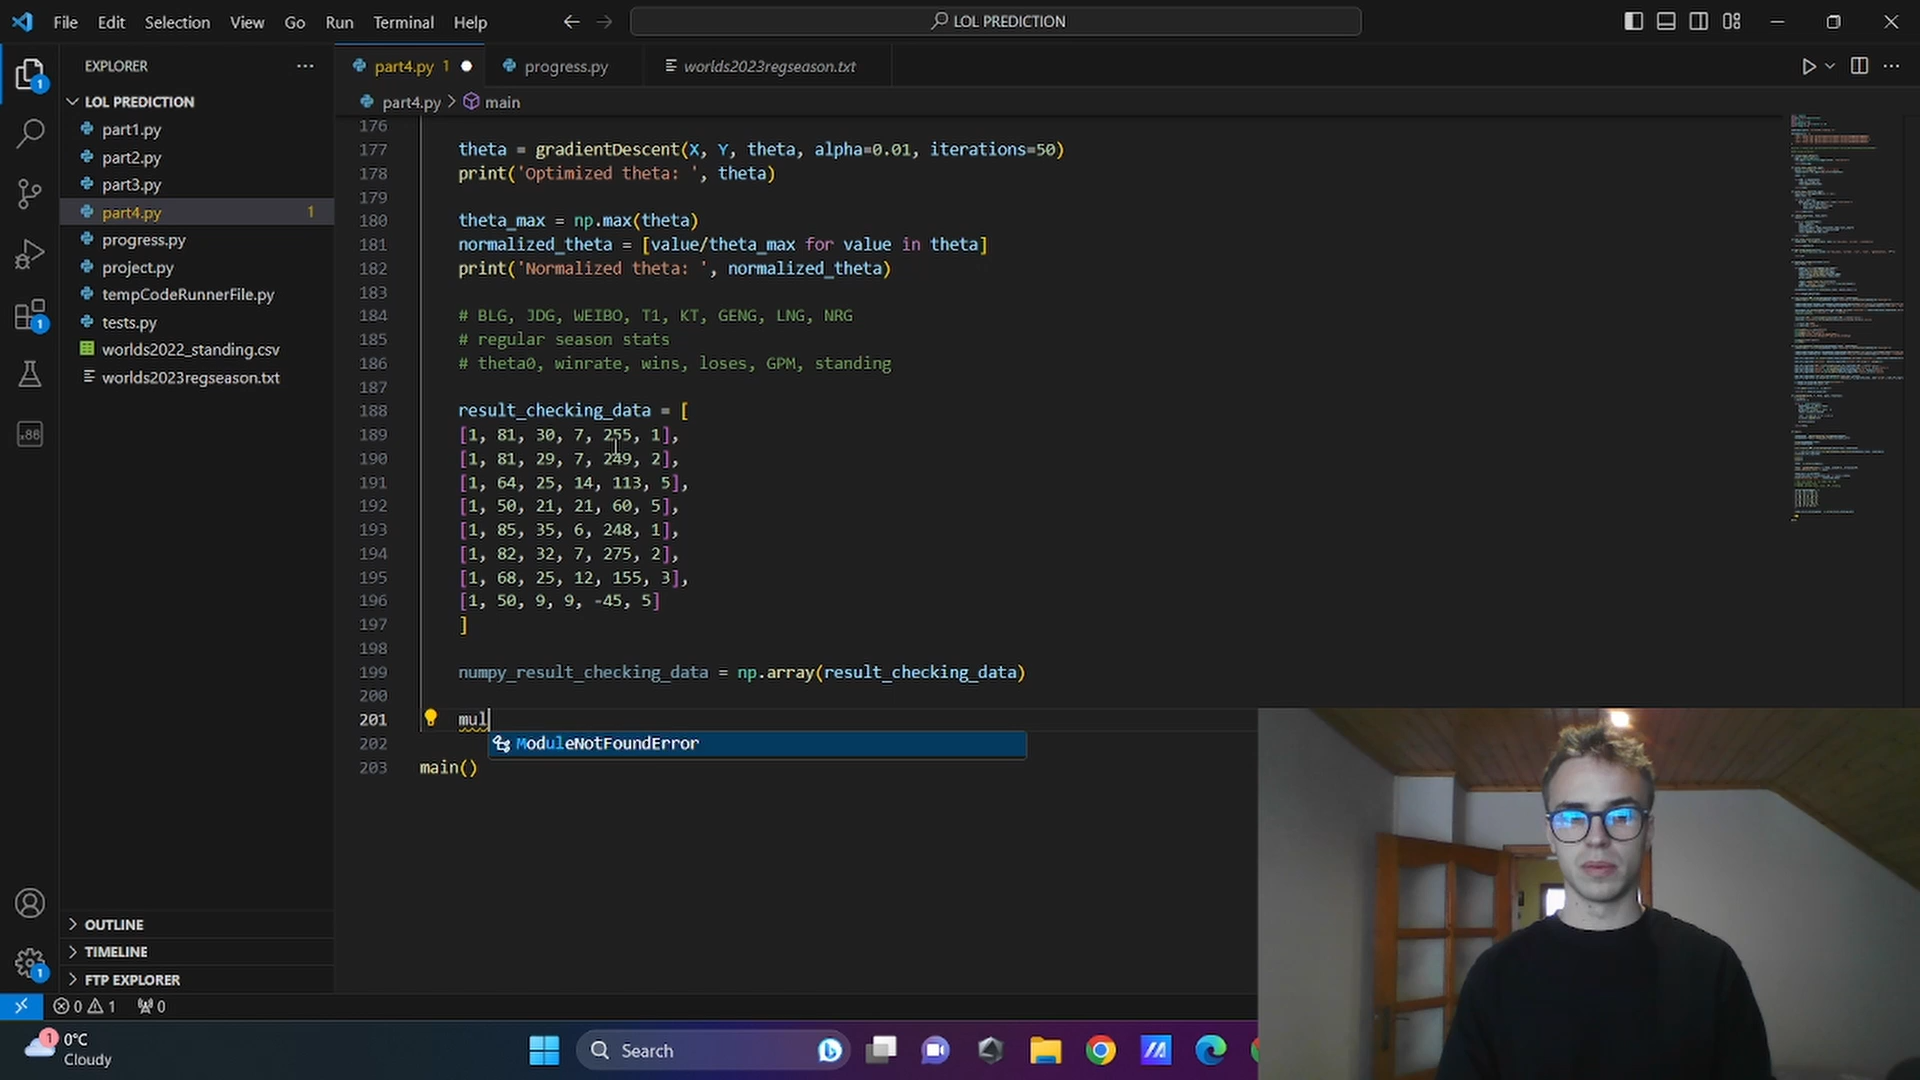 File Edit Selection View Go Run Terminal Help
LOL PREDICTION
EXPLORER
part4.py 1
progress.py
worlds2023regseason.txt
LOL PREDICTION
part4.py > main
part1.py
part2.py
part3.py
part4.py 1
progress.py
project.py
tempCodeRunnerFile.py
tests.py
worlds2022_standing.csv
worlds2023regseason.txt
OUTLINE
TIMELINE
FTP EXPLORER
176
177 theta = gradientDescent(X, Y, theta, alpha=0.01, iterations=50)
178 print('Optimized theta: ', theta)
179
180 theta_max = np.max(theta)
181 normalized_theta = [value/theta_max for value in theta]
182 print('Normalized theta: ', normalized_theta)
183
184 # BLG, JDG, WEIBO, T1, KT, GENG, LNG, NRG
185 # regular season stats
186 # theta0, winrate, wins, loses, GPM, standing
187
188 result_checking_data = [
189 [1, 81, 30, 7, 255, 1],
190 [1, 81, 29, 7, 249, 2],
191 [1, 64, 25, 14, 113, 5],
192 [1, 50, 21, 21, 60, 5],
193 [1, 85, 35, 6, 248, 1],
194 [1, 82, 32, 7, 275, 2],
195 [1, 68, 25, 12, 155, 3],
196 [1, 50, 9, 9, -45, 5]
197 ]
198
199 numpy_result_checking_data = np.array(result_checking_data)
200
201 mul
202 ModuleNotFoundError
203 main()
1
1
x86
1
0 1 0
1
0°C
Cloudy
Search